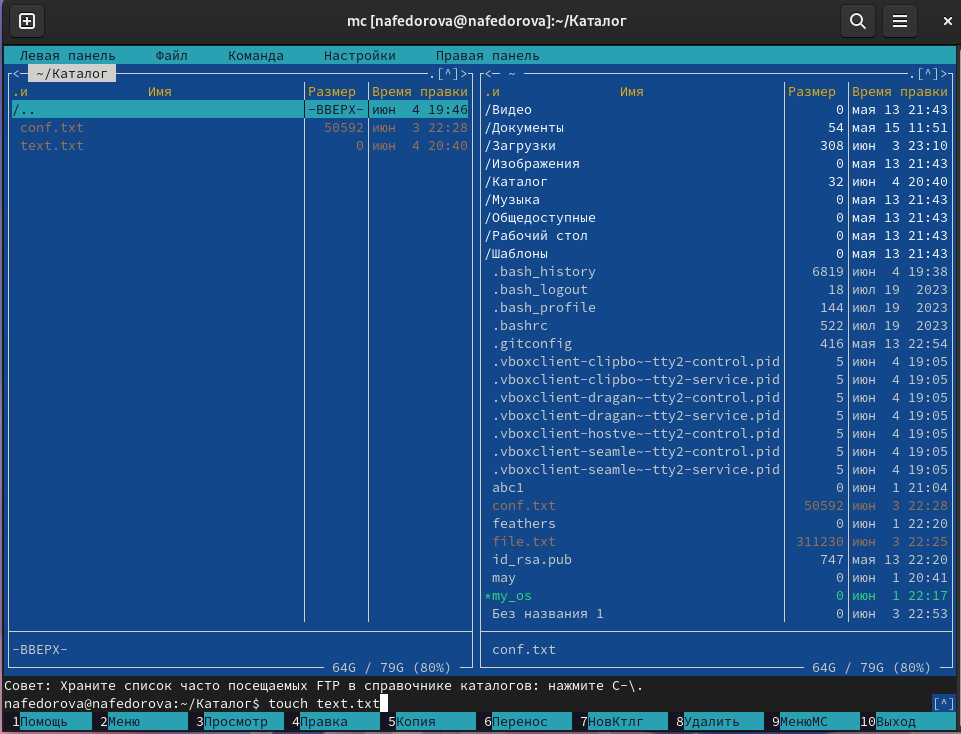 mc [nafedorova@nafedorova]:~/Каталог
Левая панель Файл Команда Настройки Правая панель
<─ ~/Каталог .[^]>
.и Имя Размер Время правки
/.. -ВВЕРХ- июн 4 19:46
conf.txt 50592 июн 3 22:28
text.txt 0 июн 4 20:40
-ВВЕРХ-
64G / 79G (80%)
<─ ~ .[^]>
.и Имя Размер Время правки
/Видео 0 мая 13 21:43
/Документы 54 мая 15 11:51
/Загрузки 308 июн 3 23:10
/Изображения 0 мая 13 21:43
/Каталог 32 июн 4 20:40
/Музыка 0 мая 13 21:43
/Общедоступные 0 мая 13 21:43
/Рабочий стол 0 мая 13 21:43
/Шаблоны 0 мая 13 21:43
.bash_history 6819 июн 4 19:38
.bash_logout 18 июл 19 2023
.bash_profile 144 июл 19 2023
.bashrc 522 июл 19 2023
.gitconfig 416 мая 13 22:54
.vboxclient-clipbo~-tty2-control.pid 5 июн 4 19:05
.vboxclient-clipbo~-tty2-service.pid 5 июн 4 19:05
.vboxclient-dragan~-tty2-control.pid 5 июн 4 19:05
.vboxclient-dragan~-tty2-service.pid 5 июн 4 19:05
.vboxclient-hostve~-tty2-control.pid 5 июн 4 19:05
.vboxclient-seamle~-tty2-control.pid 5 июн 4 19:05
.vboxclient-seamle~-tty2-service.pid 5 июн 4 19:05
abc1 0 июн 1 21:04
conf.txt 50592 июн 3 22:28
feathers 0 июн 1 22:20
file.txt 311230 июн 3 22:25
id_rsa.pub 747 мая 13 22:20
may 0 июн 1 20:41
*my_os 0 июн 1 22:17
Без названия 1 0 июн 3 22:53
conf.txt
64G / 79G (80%)
Совет: Храните список часто посещаемых FTP в справочнике каталогов: нажмите C-\.
nafedorova@nafedorova:~/Каталог$ touch text.txt [^]
1Помощь 2Меню 3Просмотр 4Правка 5Копия 6Перенос 7НовКтлг 8Удалить 9МенюМС 10Выход